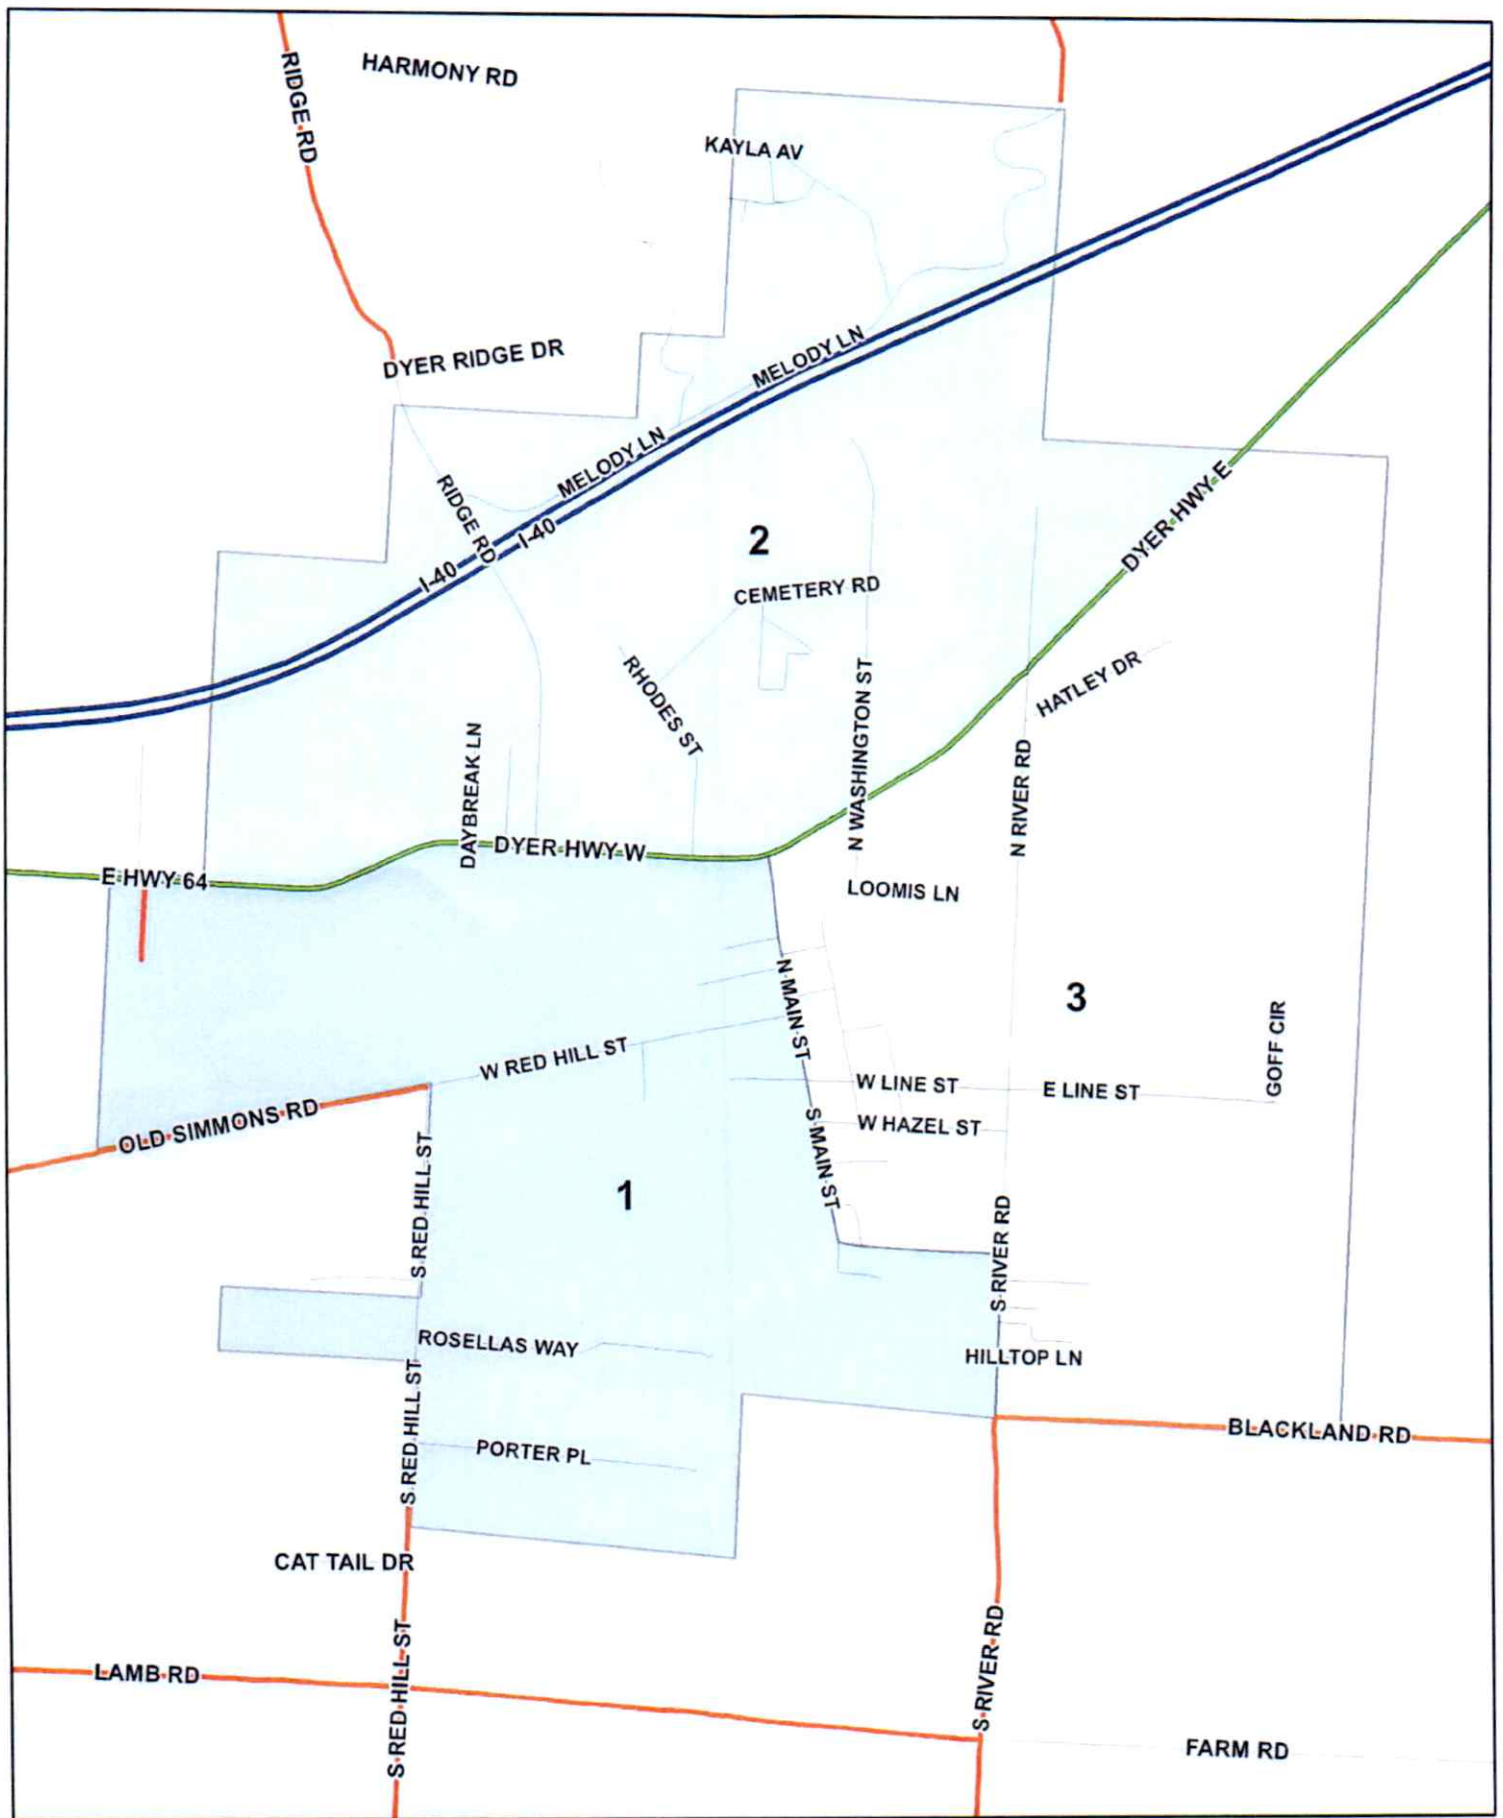 HARMONY RD
RIDGE RD
KAYLA AV
DYER RIDGE DR
MELODY LN
MELODY LN
RIDGE RD
I-40
I-40
2
DYER HWY E
CEMETERY RD
RHODES ST
HATLEY DR
N WASHINGTON ST
DAYBREAK LN
N RIVER RD
DYER HWY W
E HWY 64
LOOMIS LN
N MAIN ST
3
GOFF CIR
W RED HILL ST
W LINE ST
E LINE ST
OLD SIMMONS RD
W HAZEL ST
S MAIN ST
S RED HILL ST
1
S RIVER RD
ROSELLAS WAY
HILLTOP LN
S RED HILL ST
BLACKLAND RD
PORTER PL
CAT TAIL DR
S RED HILL ST
LAMB RD
S RIVER RD
FARM RD